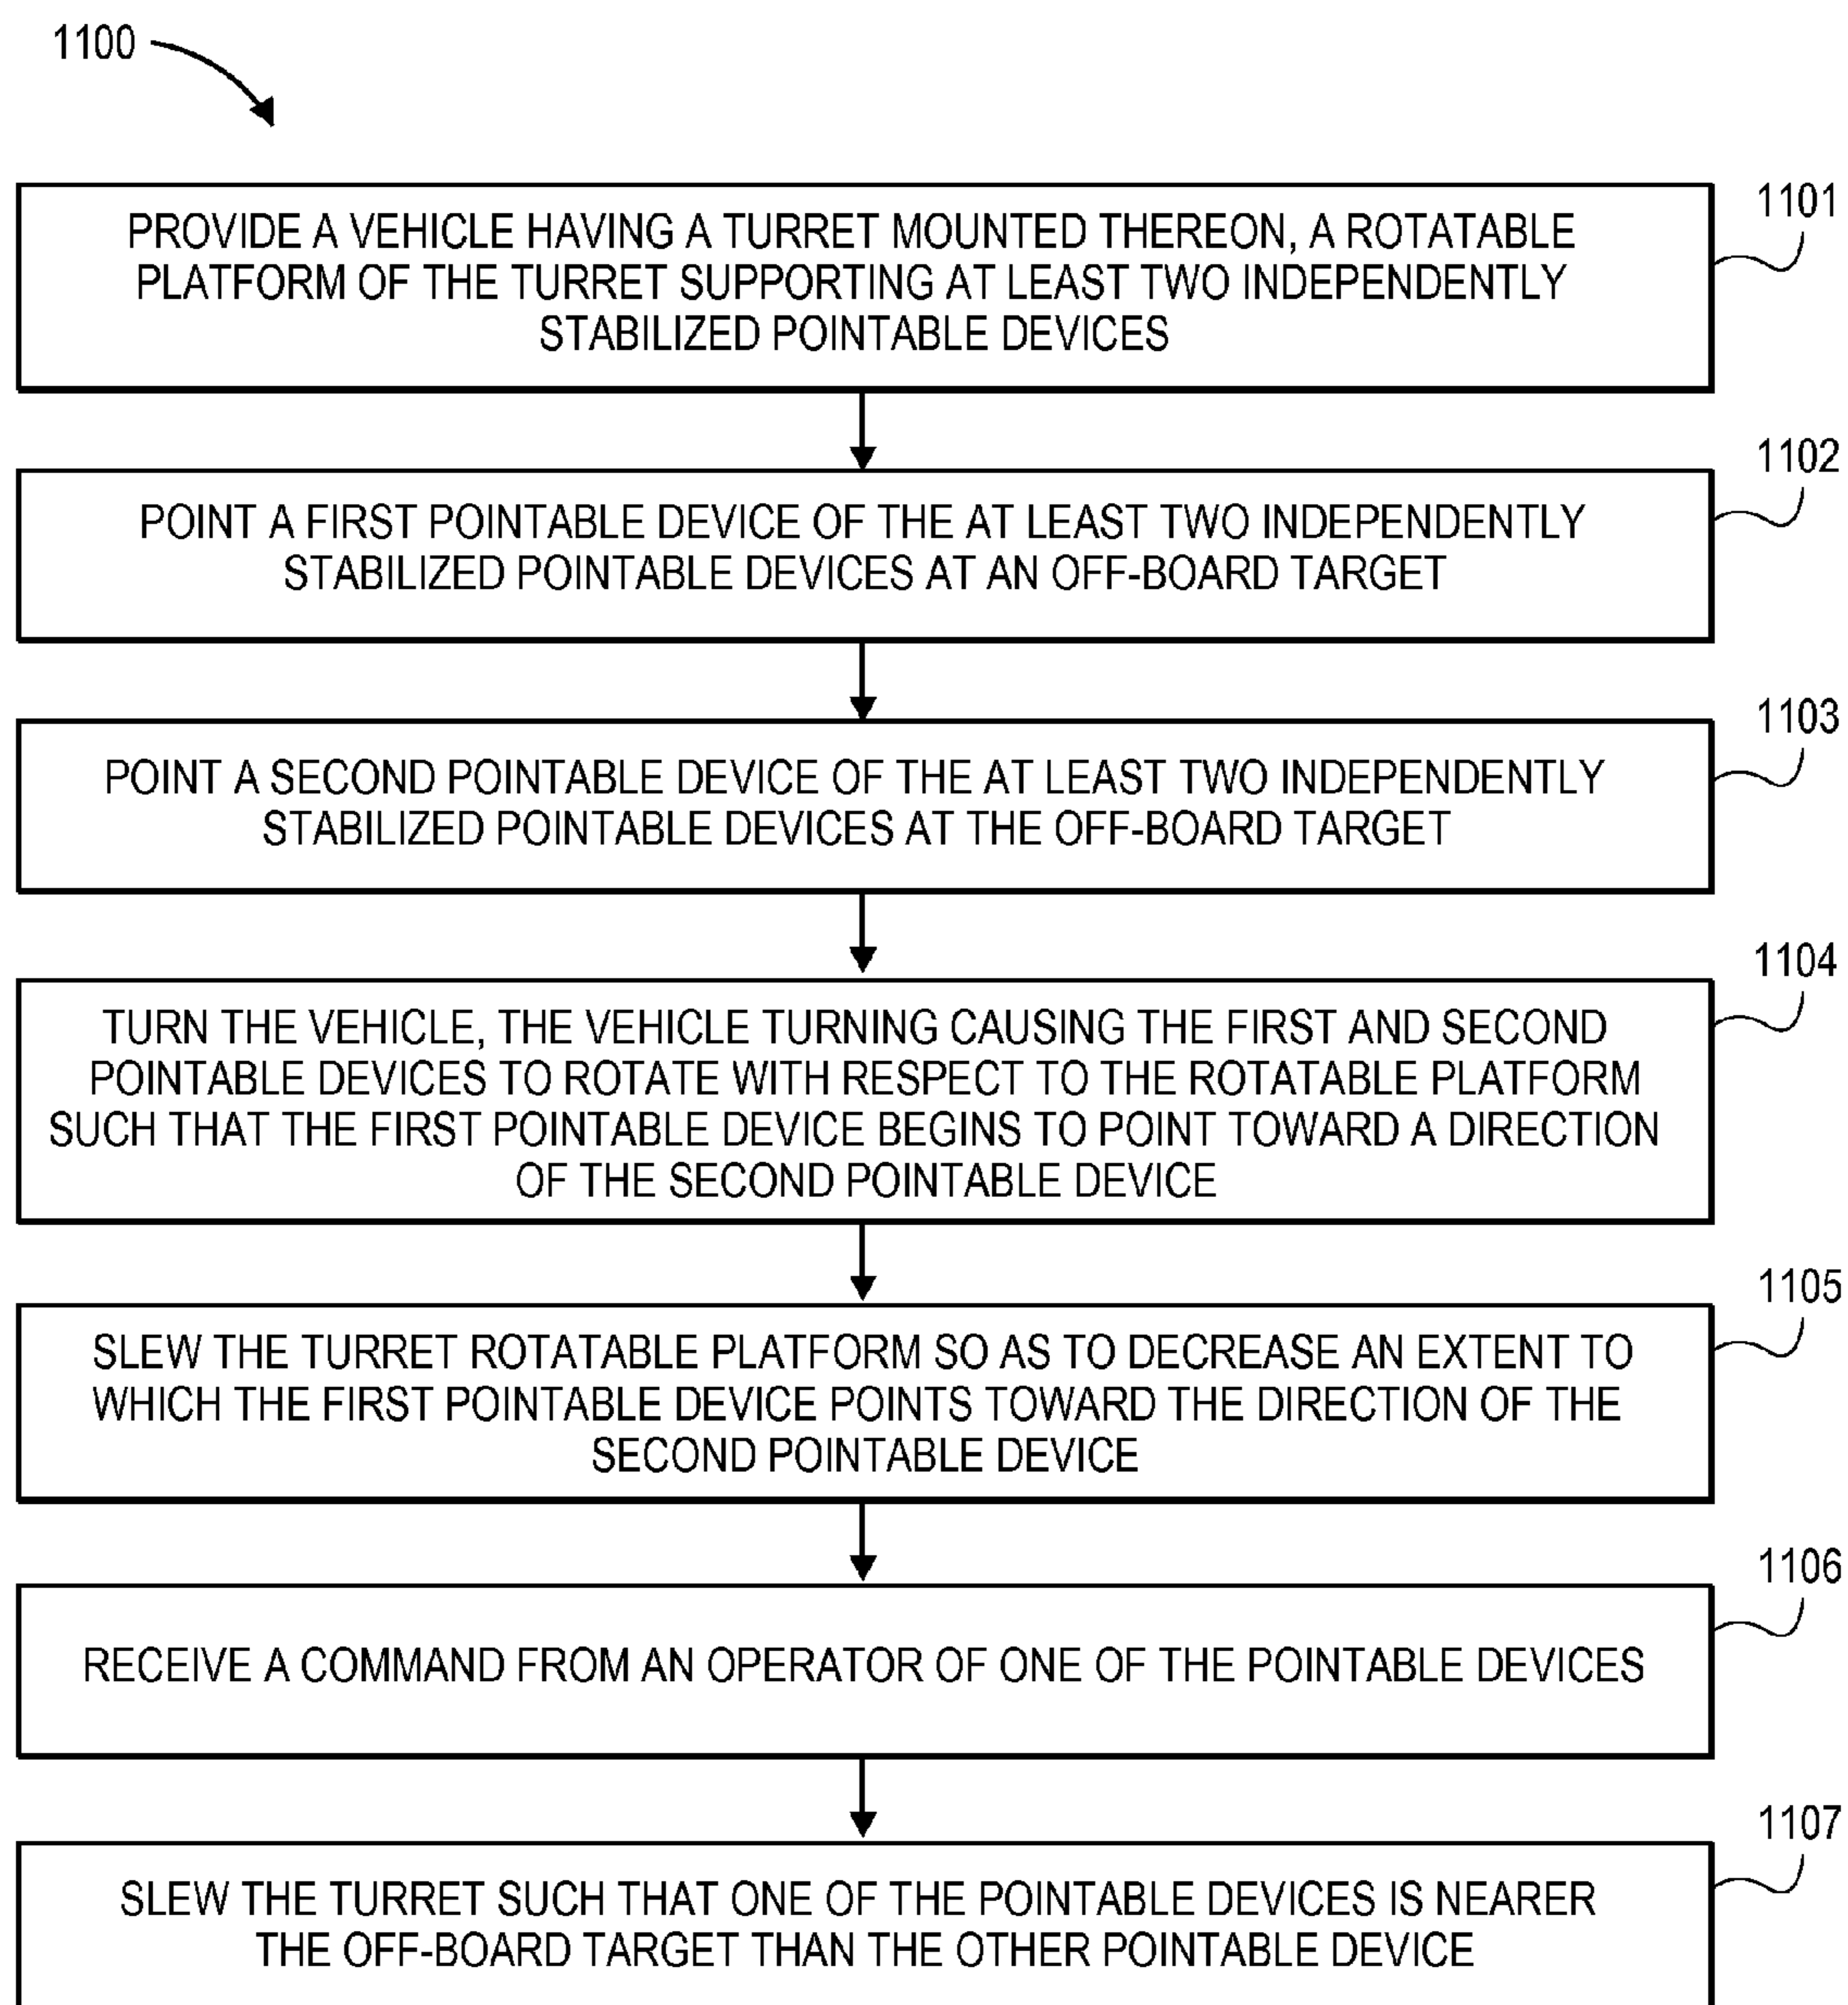 1100
1101
PROVIDE A VEHICLE HAVING A TURRET MOUNTED THEREON, A ROTATABLE
PLATFORM OF THE TURRET SUPPORTING AT LEAST TWO INDEPENDENTLY
STABILIZED POINTABLE DEVICES
1102
POINT A FIRST POINTABLE DEVICE OF THE AT LEAST TWO INDEPENDENTLY
STABILIZED POINTABLE DEVICES AT AN OFF-BOARD TARGET
1103
POINT A SECOND POINTABLE DEVICE OF THE AT LEAST TWO INDEPENDENTLY
STABILIZED POINTABLE DEVICES AT THE OFF-BOARD TARGET
1104
TURN THE VEHICLE, THE VEHICLE TURNING CAUSING THE FIRST AND SECOND
POINTABLE DEVICES TO ROTATE WITH RESPECT TO THE ROTATABLE PLATFORM
SUCH THAT THE FIRST POINTABLE DEVICE BEGINS TO POINT TOWARD A DIRECTION
OF THE SECOND POINTABLE DEVICE
1105
SLEW THE TURRET ROTATABLE PLATFORM SO AS TO DECREASE AN EXTENT TO
WHICH THE FIRST POINTABLE DEVICE POINTS TOWARD THE DIRECTION OF THE
SECOND POINTABLE DEVICE
1106
RECEIVE A COMMAND FROM AN OPERATOR OF ONE OF THE POINTABLE DEVICES
1107
SLEW THE TURRET SUCH THAT ONE OF THE POINTABLE DEVICES IS NEARER
THE OFF-BOARD TARGET THAN THE OTHER POINTABLE DEVICE